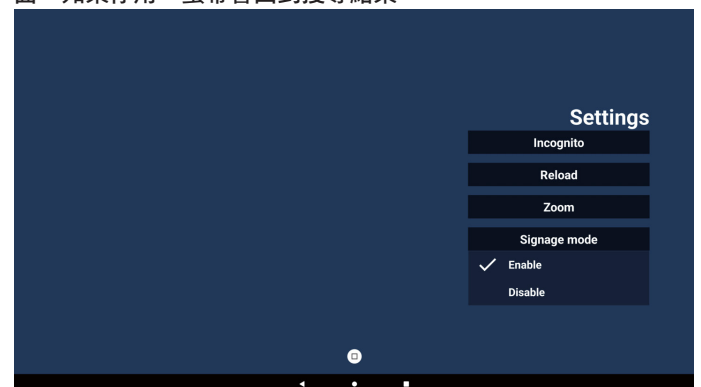 Settings
Incognito
Reload
Zoom
Signage mode
Enable
Disable